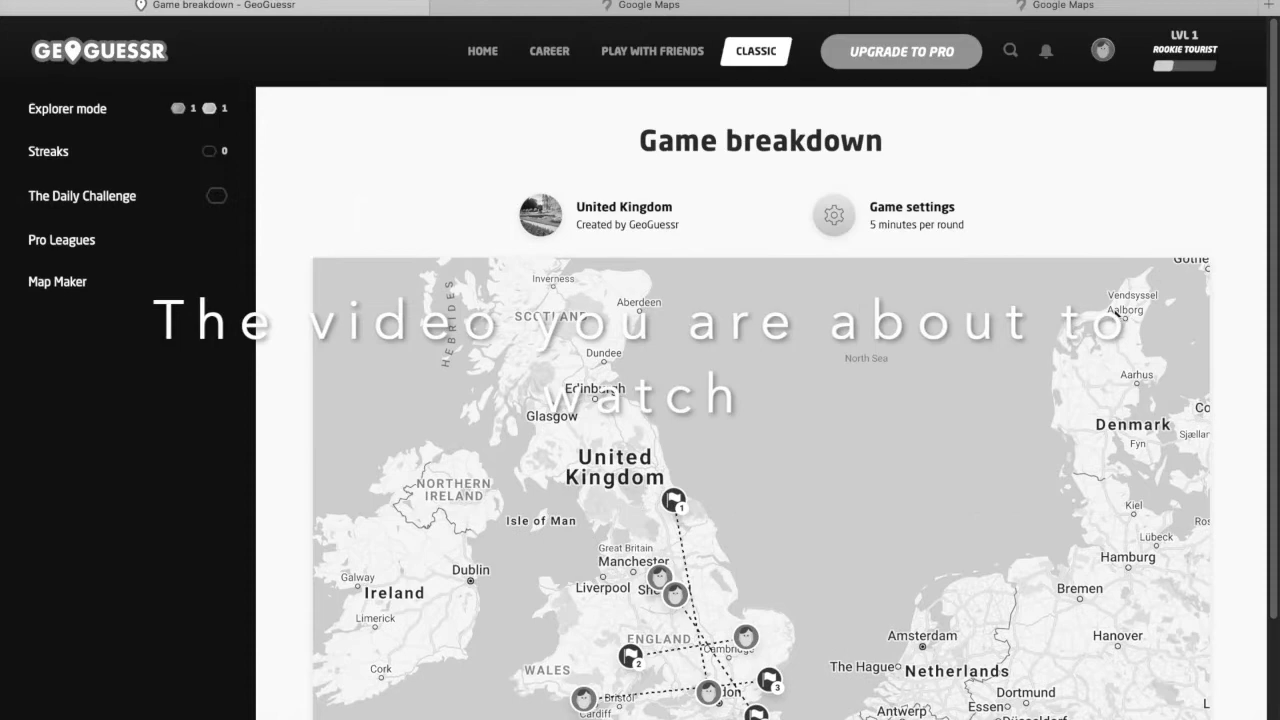 Game breakdown - GeoGuessr
Google Maps
Google Maps
GEOGUESSR
HOME
CAREER
PLAY WITH FRIENDS
CLASSIC
UPGRADE TO PRO
LVL 1
ROOKIE TOURIST
Explorer mode
1
1
Streaks
0
The Daily Challenge
Pro Leagues
Map Maker
Game breakdown
United Kingdom
Created by GeoGuessr
Game settings
5 minutes per round
The video you are about to
watch
Inverness
HEBRIDES
SCOTLAND
Aberdeen
Dundee
Edinburgh
Glasgow
North Sea
Vendsyssel
Aalborg
Aarhus
Denmark
Fyn
United
Kingdom
NORTHERN
IRELAND
Isle of Man
1
Great Britain
Manchester
Liverpool
Galway
Dublin
Ireland
Limerick
Cork
ENGLAND
WALES
2
Cambridge
Bristol
Cardiff
3
Kiel
Lübeck
Hamburg
Bremen
Hanover
Amsterdam
The Hague
Netherlands
Dortmund
Essen
Antwerp
Düsseldorf